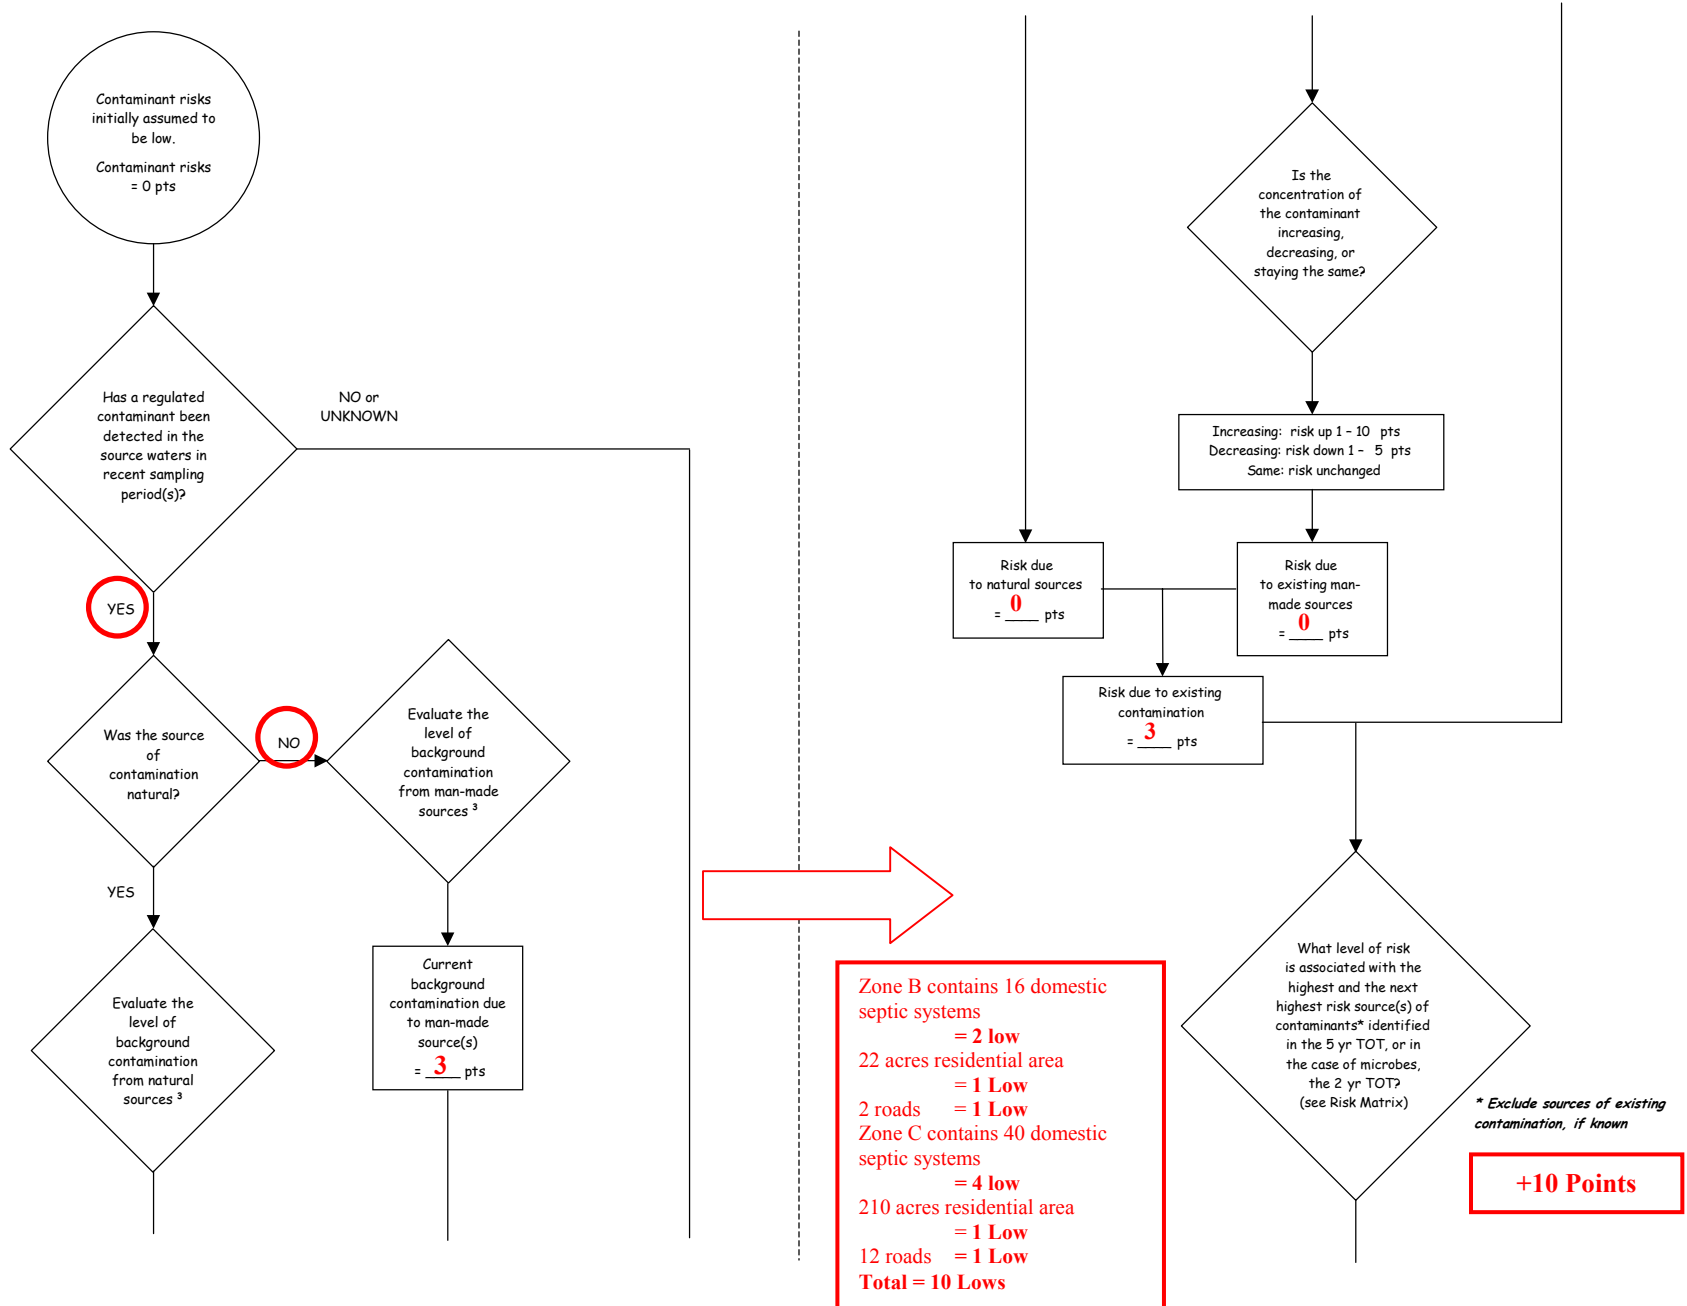 Contaminant risks
initially assumed to
be low.
Contaminant risks
= 0 pts
Has a regulated
contaminant been
detected in the
source waters in
recent sampling
period(s)?
NO or
UNKNOWN
YES
Was the source
of
contamination
natural?
NO
Evaluate the
level of
background
contamination
from man-made
sources ³
YES
Evaluate the
level of
background
contamination
from natural
sources ³
Current
background
contamination due
to man-made
source(s)
= 3 pts
Is the
concentration of
the contaminant
increasing,
decreasing, or
staying the same?
Increasing: risk up 1 – 10 pts
Decreasing: risk down 1 – 5 pts
Same: risk unchanged
Risk due
to natural sources
= 0 pts
Risk due
to existing man-
made sources
= 0 pts
Risk due to existing
contamination
= 3 pts
Zone B contains 16 domestic
septic systems
= 2 low
22 acres residential area
= 1 Low
2 roads = 1 Low
Zone C contains 40 domestic
septic systems
= 4 low
210 acres residential area
= 1 Low
12 roads = 1 Low
Total = 10 Lows
What level of risk
is associated with the
highest and the next
highest risk source(s) of
contaminants* identified
in the 5 yr TOT, or in
the case of microbes,
the 2 yr TOT?
(see Risk Matrix)
* Exclude sources of existing
contamination, if known
+10 Points